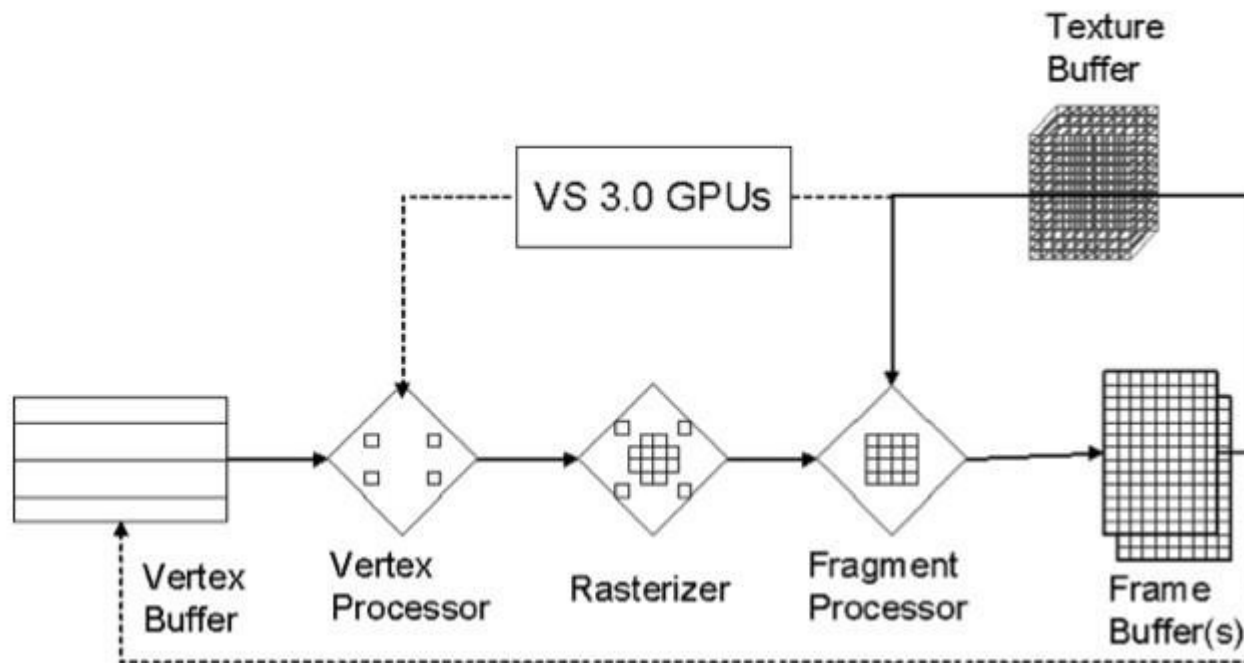 Texture
Buffer
VS 3.0 GPUs
Vertex
Buffer
Vertex
Processor
Rasterizer
Fragment
Processor
Frame
Buffer(s)